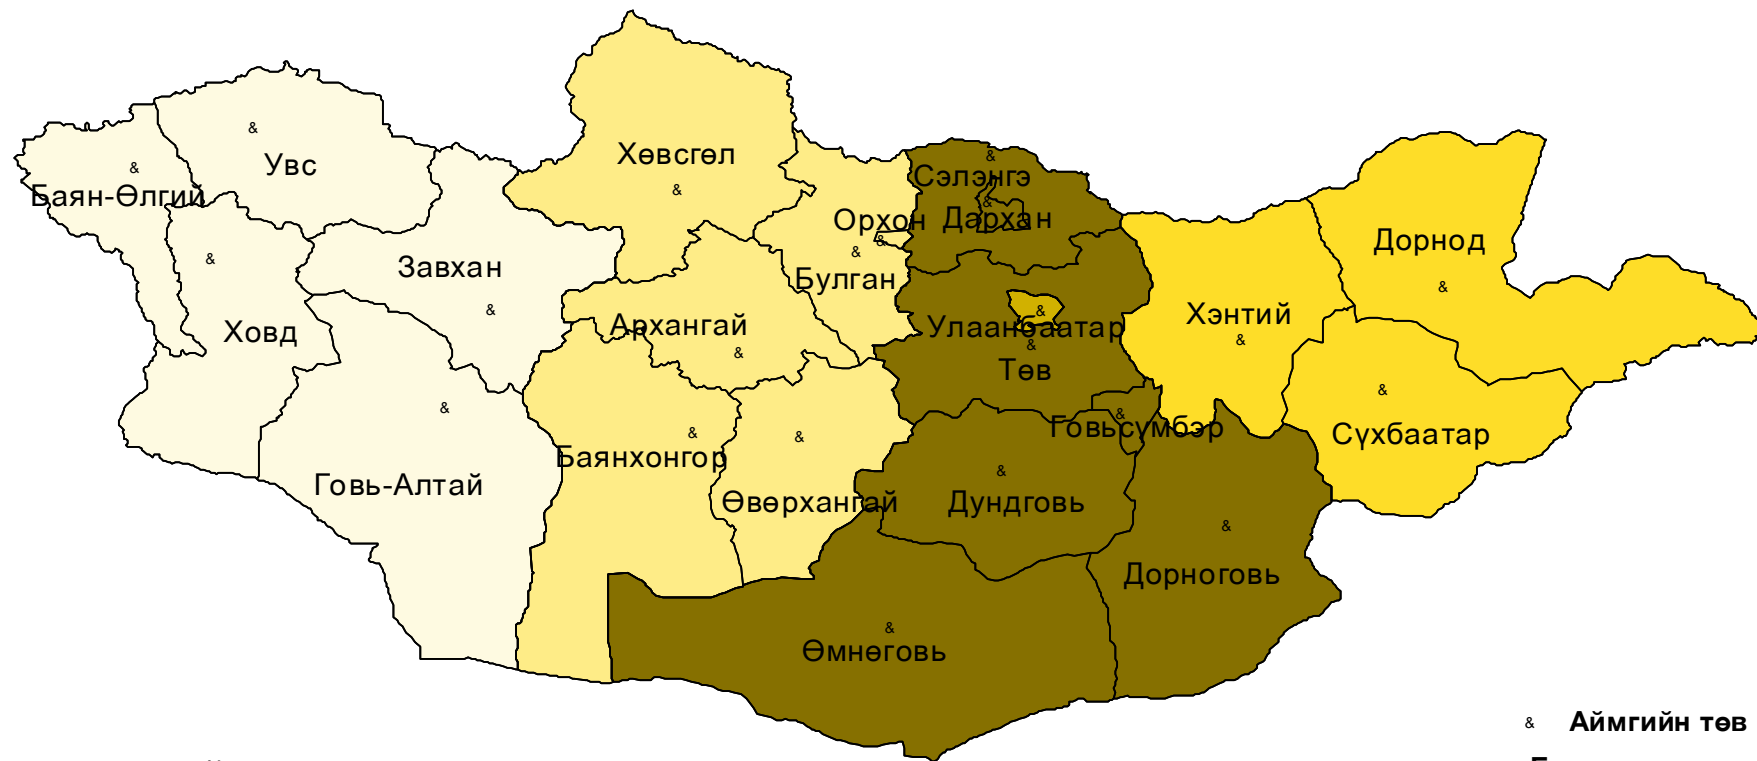 Хөвсгөл
Увс
Сэлэнгэ
Баян-Өлгий
Орхон
Дархан
Дорнод
Завхан
Булган
Хэнтий
Архангай
Улаанбаатар
Ховд
Төв
Говьсүмбэр
Сүхбаатар
Баянхонгор
Говь-Алтай
Өвөрхангай
Дундговь
Дорноговь
Өмнөговь
& Аймгийн төв